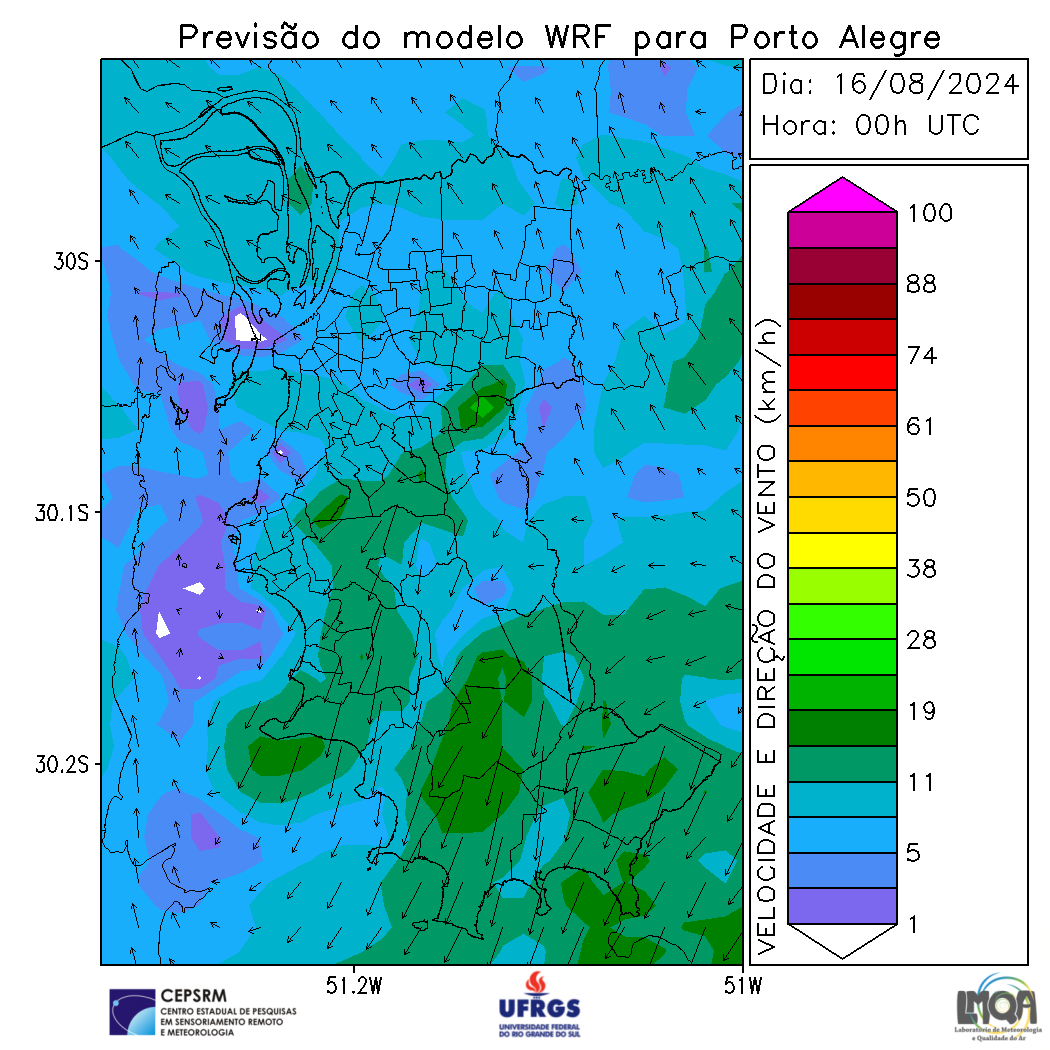 Previsão do modelo WRF para Porto Alegre
Dia: 16/08/2024
Hora: 00h UTC
30S
30.1S
30.2S
51.2W
51W
VELOCIDADE E DIREÇÃO DO VENTO (km/h)
100
88
74
61
50
38
28
19
11
5
1
CEPSRM
CENTRO ESTADUAL DE PESQUISAS
EM SENSORIAMENTO REMOTO
E METEOROLOGIA
UFRGS
UNIVERSIDADE FEDERAL
DO RIO GRANDE DO SUL
LMQA
Laboratório de Meteorologia
e Qualidade do Ar